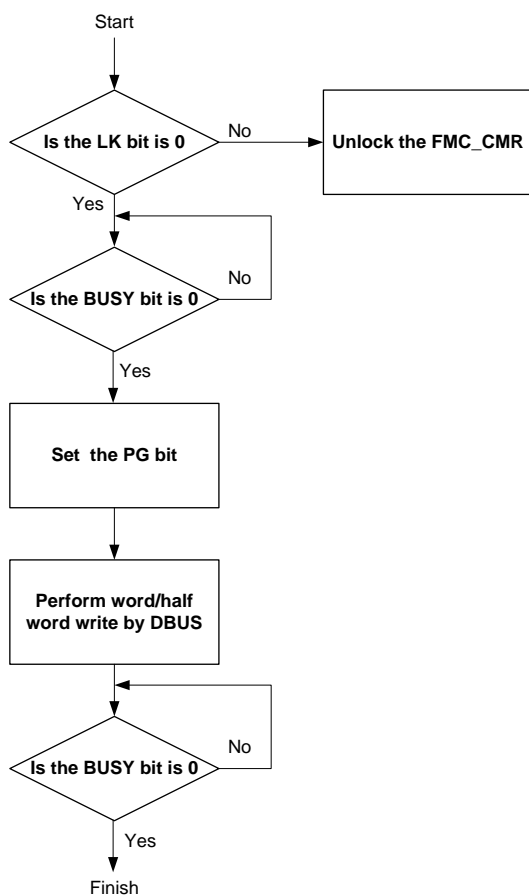 Start
Is the LK bit is 0
No
Unlock the FMC_CMR
Yes
Is the BUSY bit is 0
No
Yes
Set the PG bit
Perform word/half
word write by DBUS
Is the BUSY bit is 0
No
Yes
Finish